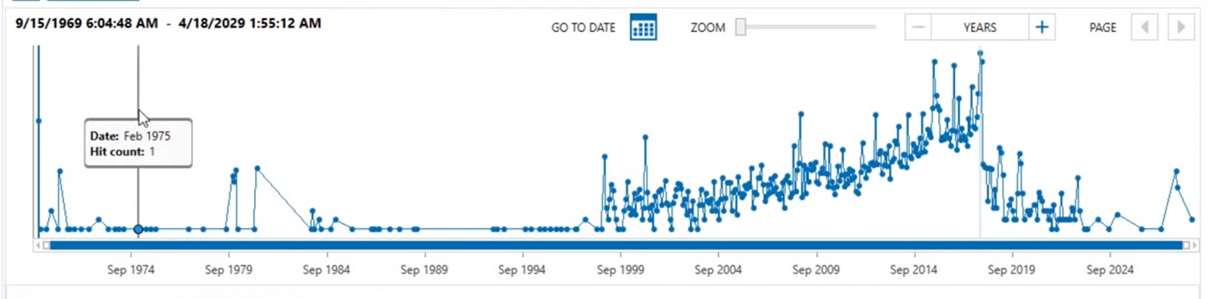 9/15/1969 6:04:48 AM - 4/18/2029 1:55:12 AM
GO TO DATE ZOOM YEARS PAGE
Date: Feb 1975
Hit count: 1
Sep 1974 Sep 1979 Sep 1984 Sep 1989 Sep 1994 Sep 1999 Sep 2004 Sep 2009 Sep 2014 Sep 2019 Sep 2024